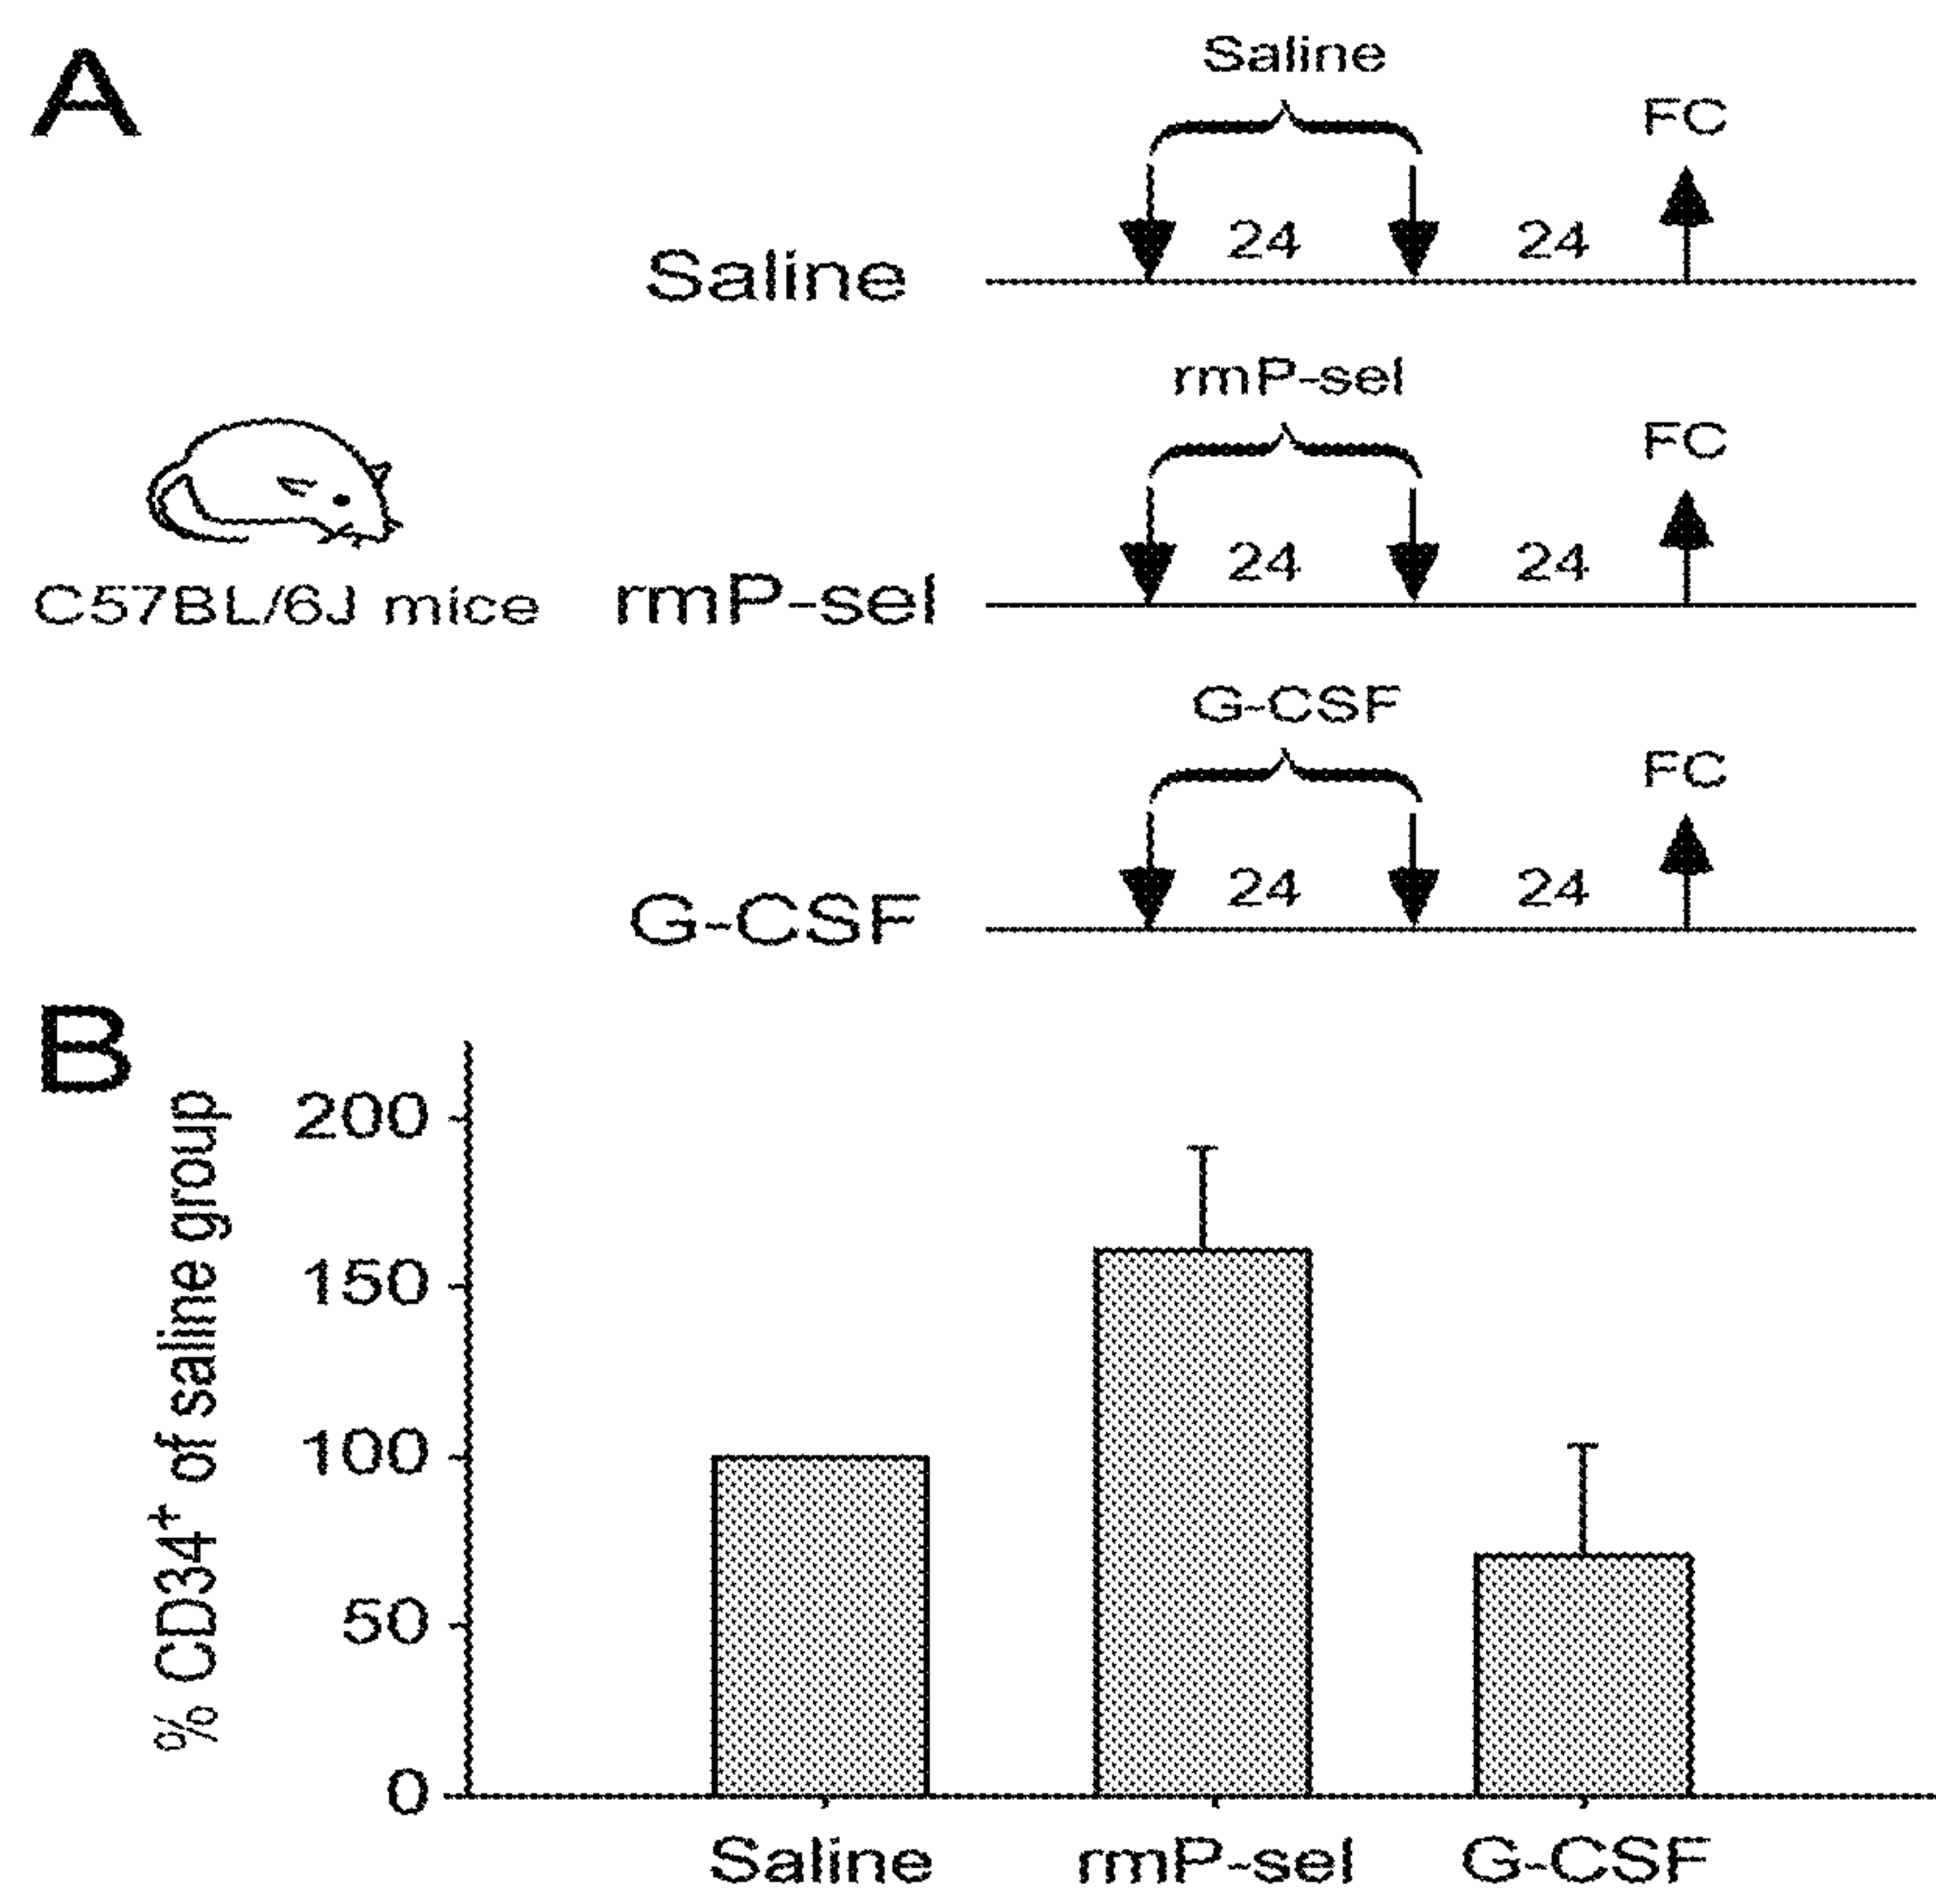 A
Saline
FC
Saline
24
24
rmP-sel
FC
C57BL/6J mice
rmP-sel
24
24
G-CSF
FC
G-CSF
24
24
B
% CD34⁺ of saline group
200
150
100
50
0
Saline
rmP-sel
G-CSF